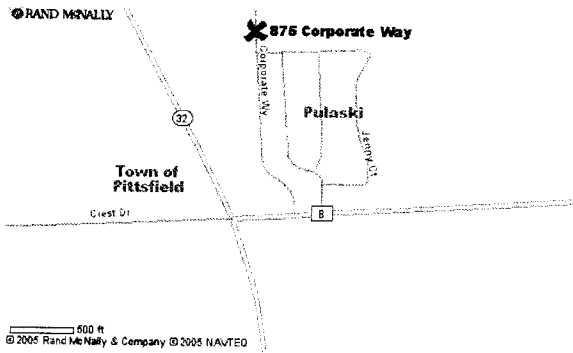 RAND McNALLY
875 Corporate Way
Corporate Wy
Pulaski
32
Jenny Ct
Town of
Pittsfield
Crest Dr
B
500 ft
© 2005 Rand McNally & Company © 2005 NAVTEQ